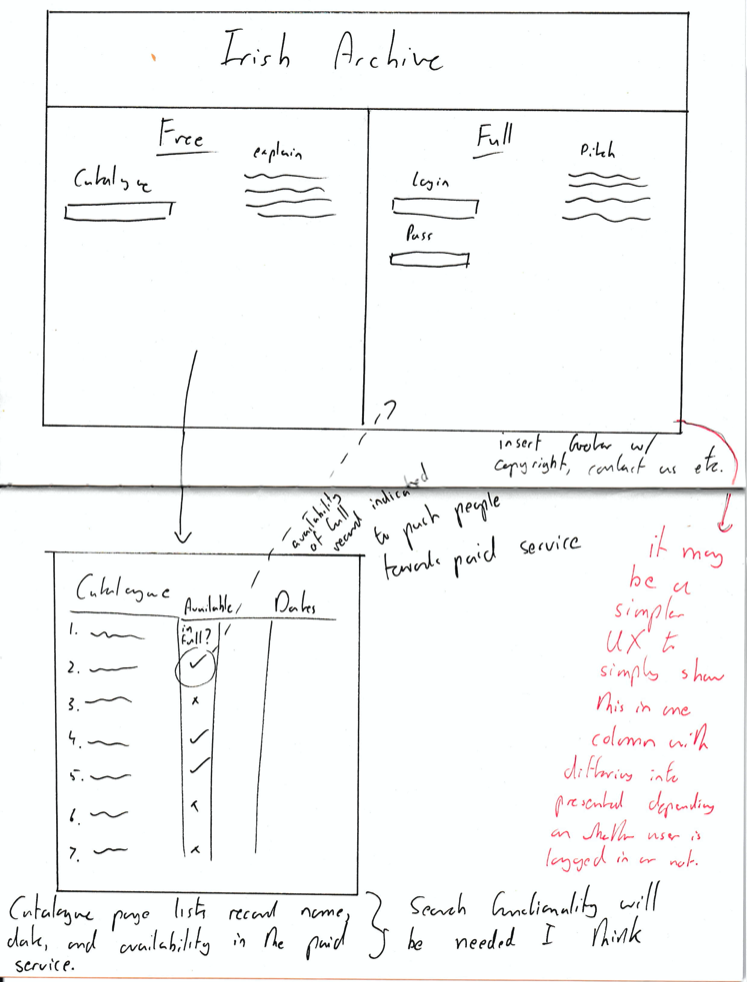 Irish Archive
Free
explain
Catalogue
Full
Pitch
Login
Pass
?
insert footer w/
copyright, contact us etc.
availability
of full
record indicated
to push people
towards paid service
Catalogue
Available
in
full?
Dates
1.
2. ✓
3. x
4. ✓
5. ✓
6. x
7. x
it may
be a
simpler
UX to
simply show
this in one
column with
differing info
presented depending
on whether user is
logged in or not.
Catalogue page lists record name,
date, and availability in the paid
service.
Search functionality will
be needed I think